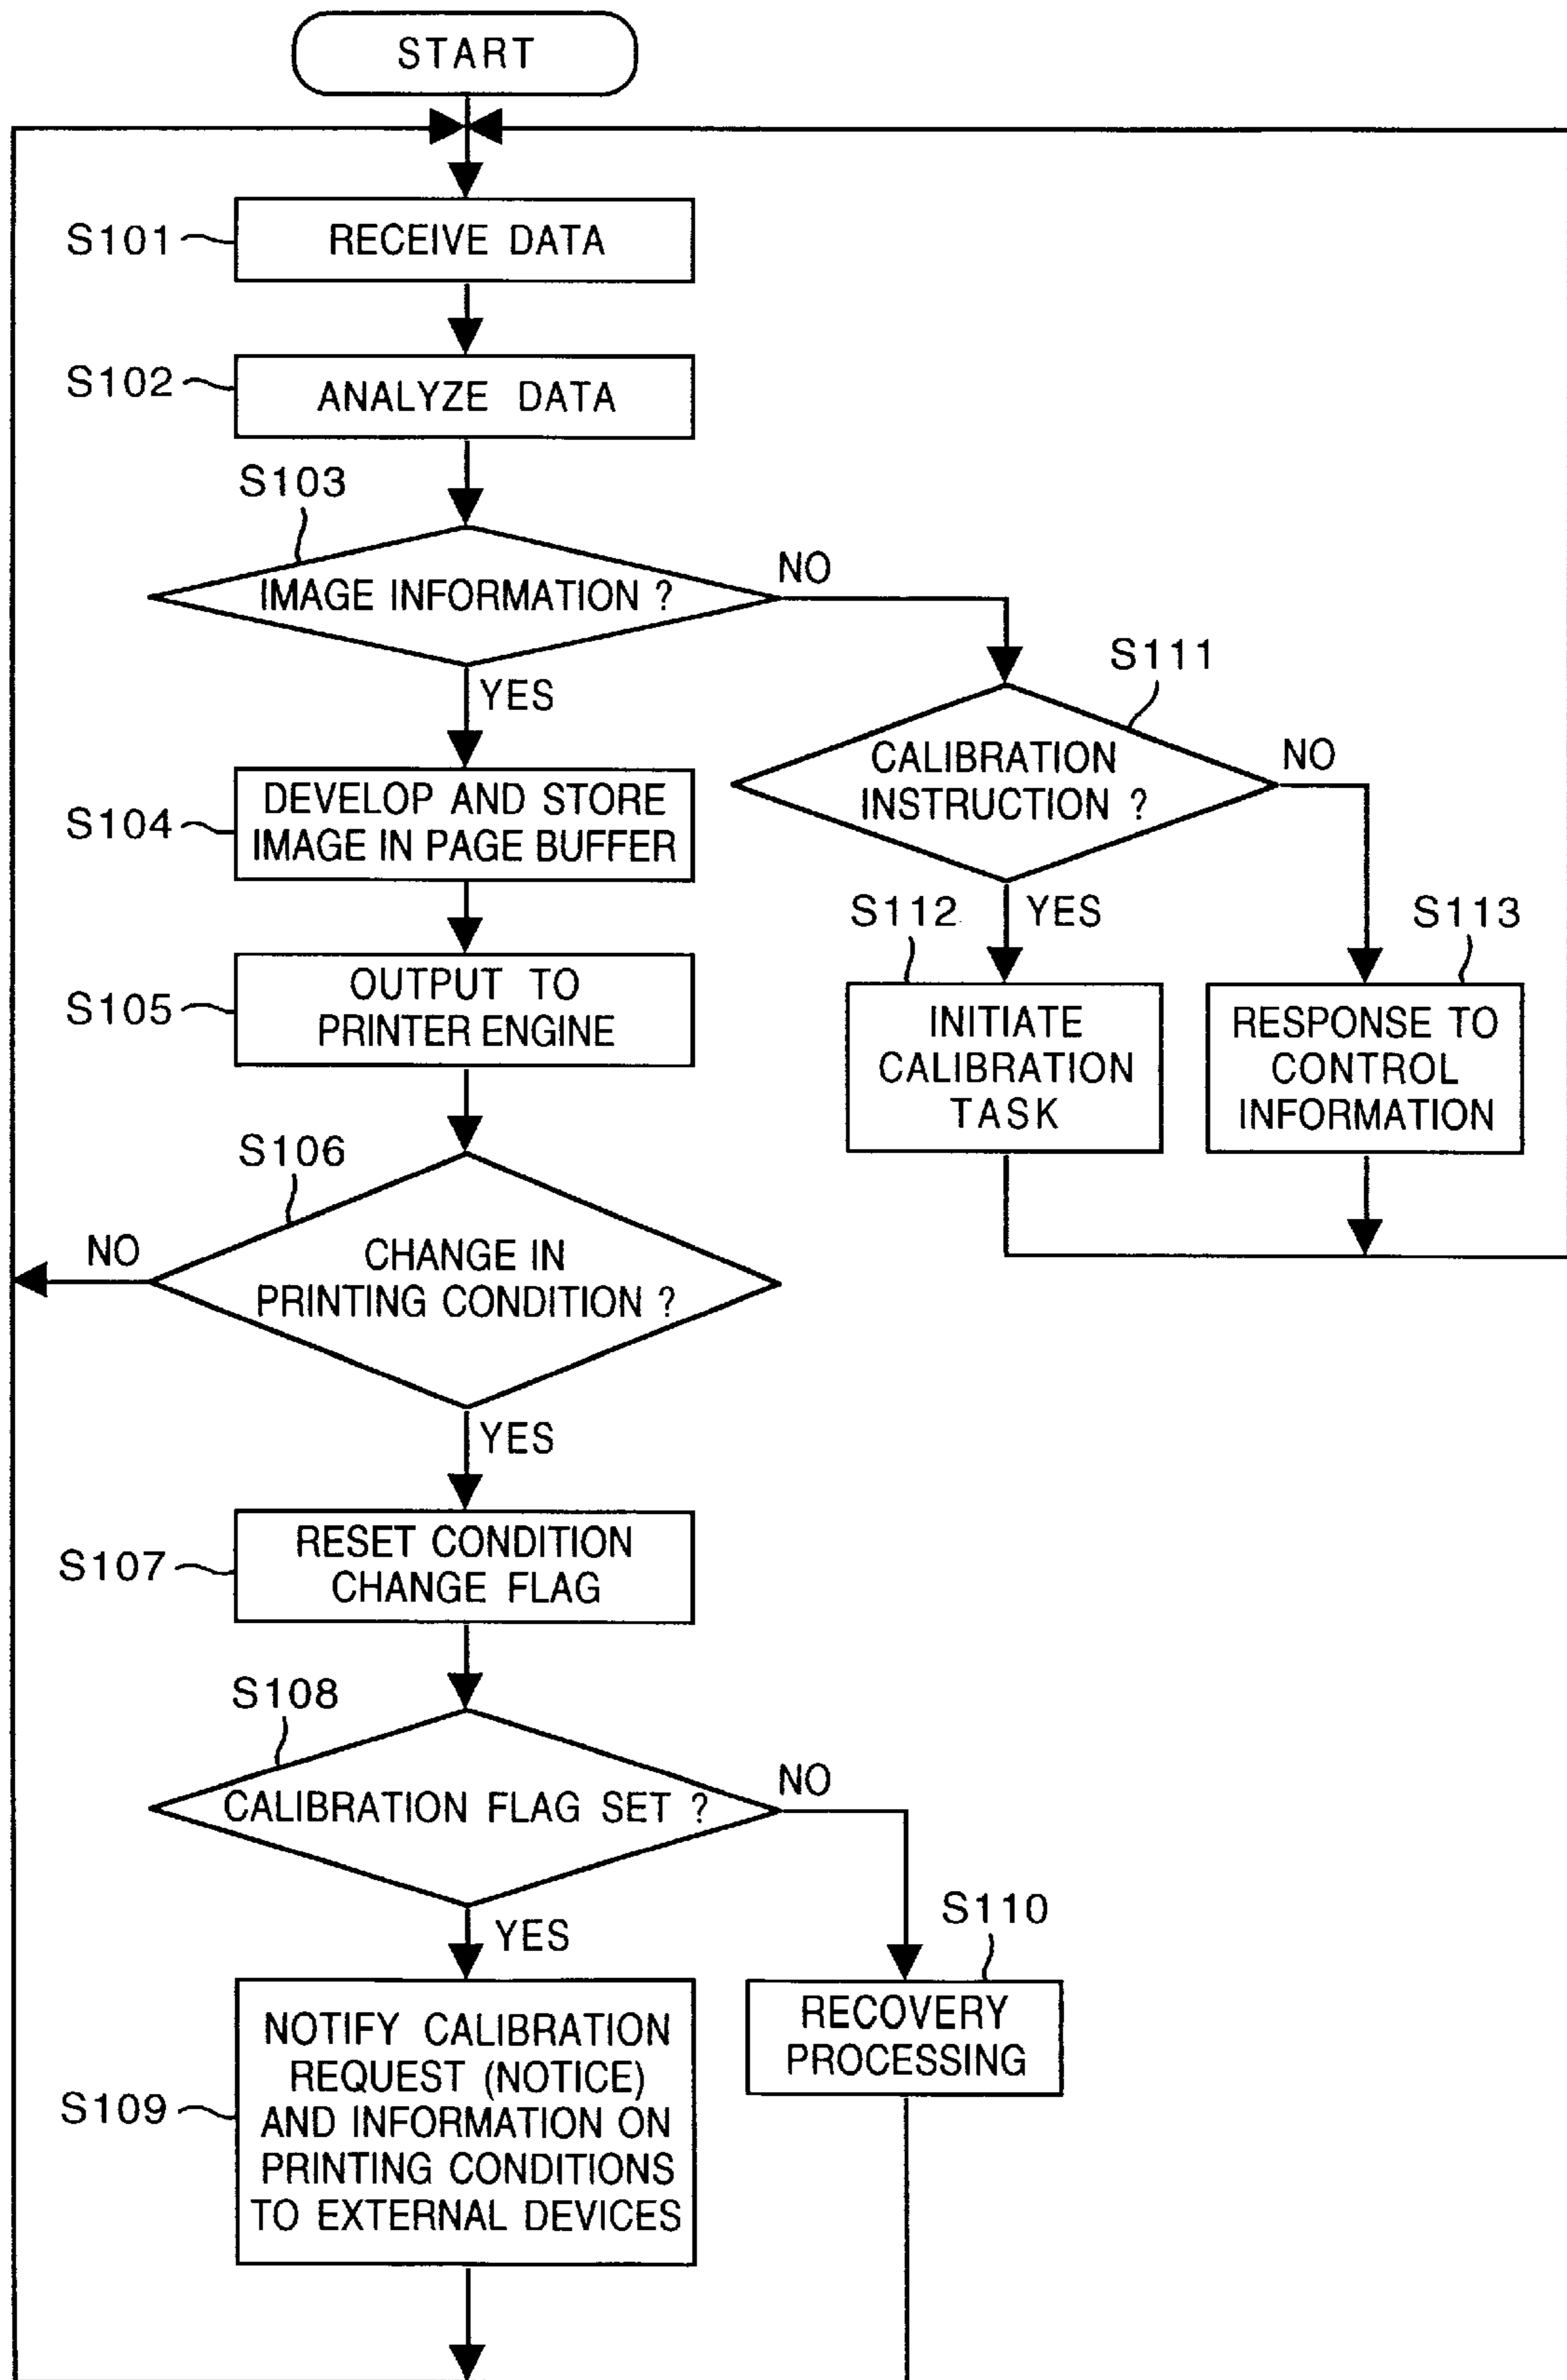 START
S101
RECEIVE DATA
S102
ANALYZE DATA
S103
IMAGE INFORMATION ?
NO
YES
S111
CALIBRATION
INSTRUCTION ?
NO
YES
S104
DEVELOP AND STORE
IMAGE IN PAGE BUFFER
S105
OUTPUT TO
PRINTER ENGINE
S112
INITIATE
CALIBRATION
TASK
S113
RESPONSE TO
CONTROL
INFORMATION
S106
CHANGE IN
PRINTING CONDITION ?
NO
YES
S107
RESET CONDITION
CHANGE FLAG
S108
CALIBRATION FLAG SET ?
NO
YES
S109
NOTIFY CALIBRATION
REQUEST (NOTICE)
AND INFORMATION ON
PRINTING CONDITIONS
TO EXTERNAL DEVICES
S110
RECOVERY
PROCESSING